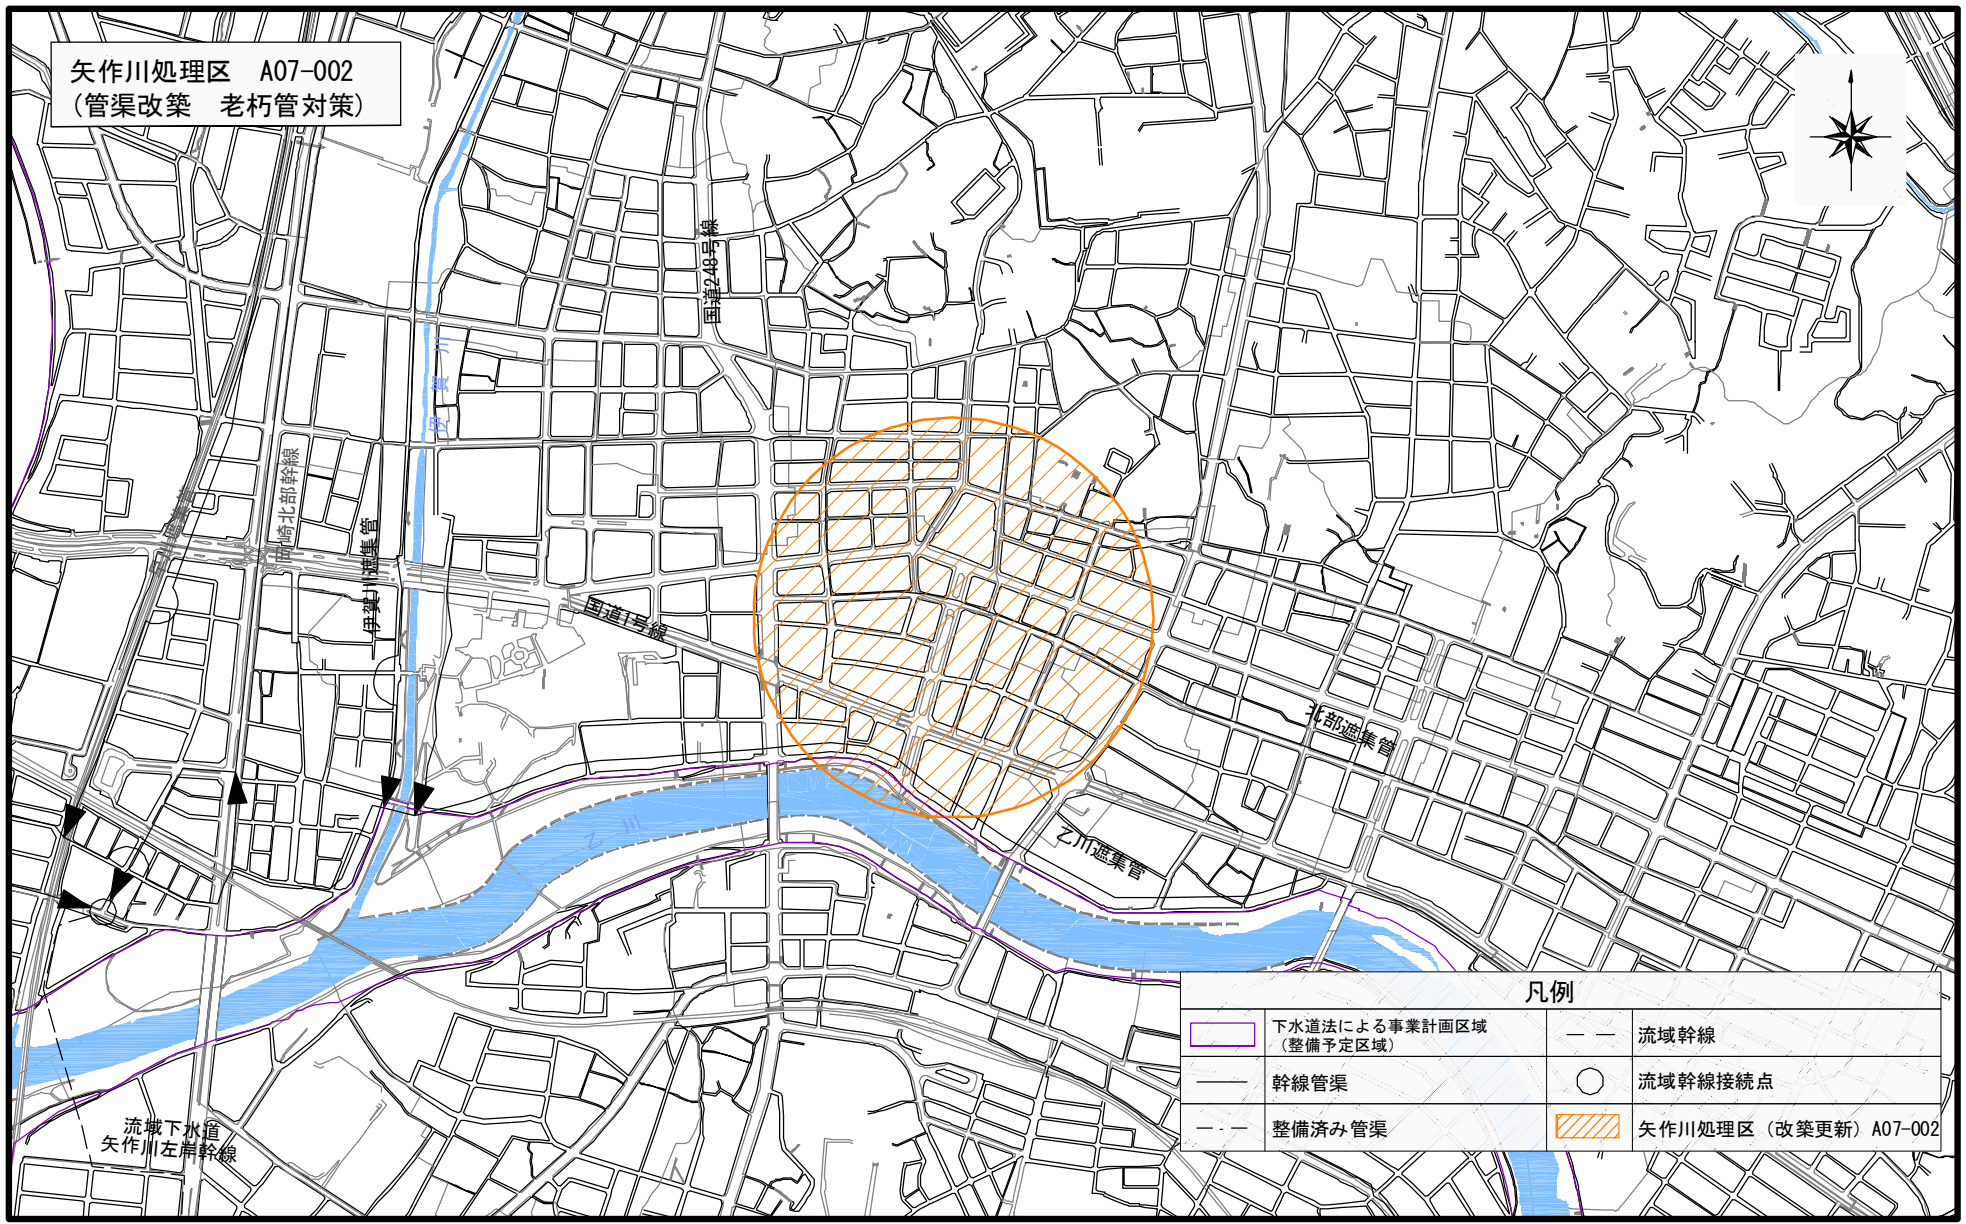 矢作川処理区　A07-002
(管渠改築　老朽管対策)
国道248号線
伊賀川
岡崎北部幹線
伊賀川遮集管
国道1号線
北部遮集管
乙川
乙川遮集管
流域下水道
矢作川左岸幹線
凡例
下水道法による事業計画区域
（整備予定区域）
流域幹線
幹線管渠
流域幹線接続点
整備済み管渠
矢作川処理区（改築更新）A07-002